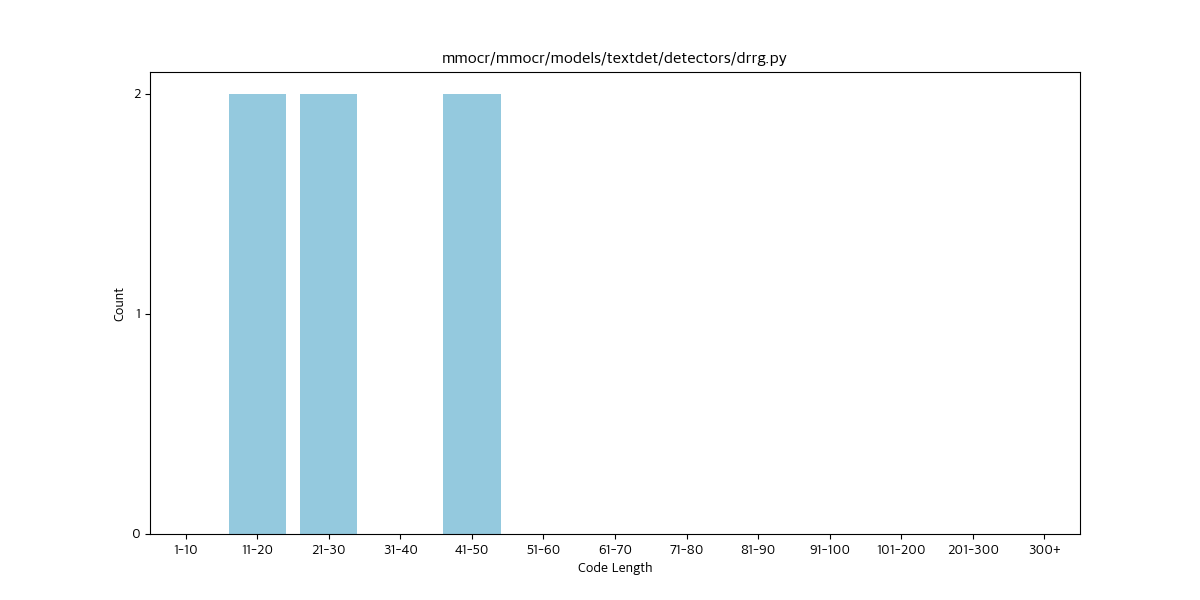 mmocr/mmocr/models/textdet/detectors/drrg.py
2
1
0
Count
1-10 11-20 21-30 31-40 41-50 51-60 61-70 71-80 81-90 91-100 101-200 201-300 300+
Code Length